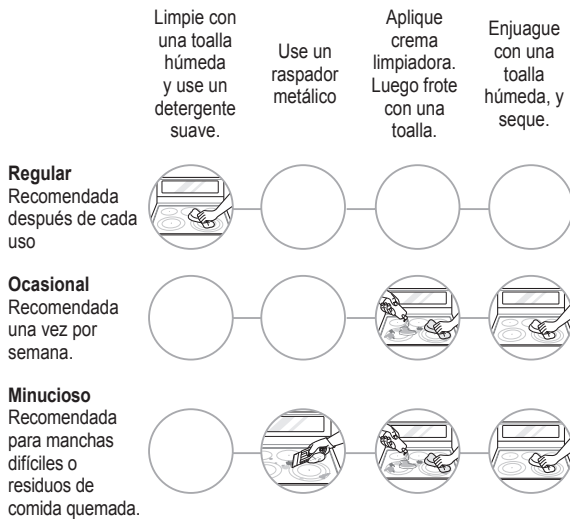 Limpie con
una toalla
húmeda
y use un
detergente
suave.
Use un
raspador
metálico
Aplique
crema
limpiadora.
Luego frote
con una
toalla.
Enjuague
con una
toalla
húmeda, y
seque.
Regular
Recomendada
después de cada
uso
Ocasional
Recomendada
una vez por
semana.
Minucioso
Recomendada
para manchas
difíciles o
residuos de
comida quemada.